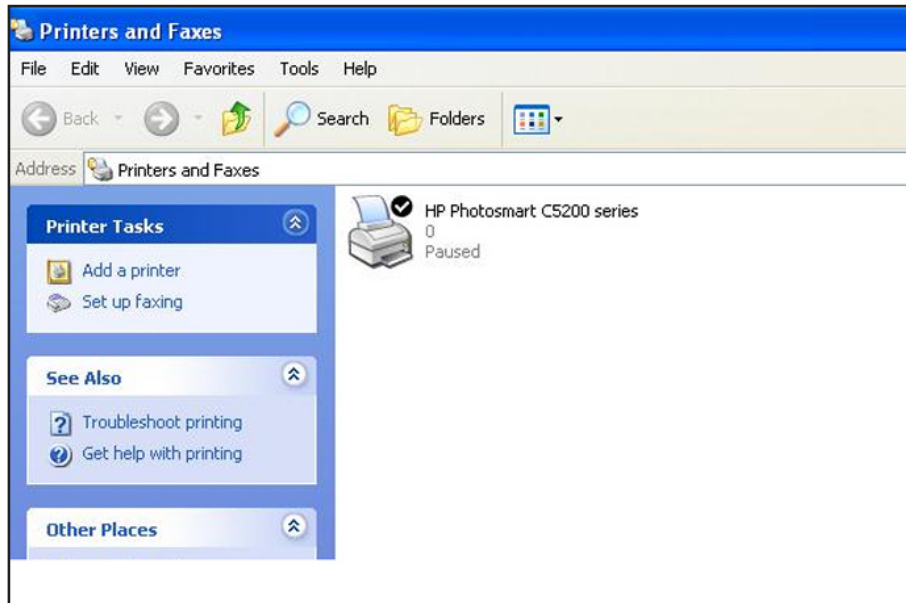 Printers and Faxes
File Edit View Favorites Tools Help
Back Search Folders
Address Printers and Faxes
Printer Tasks
Add a printer
Set up faxing
See Also
Troubleshoot printing
Get help with printing
Other Places
HP Photosmart C5200 series
0
Paused